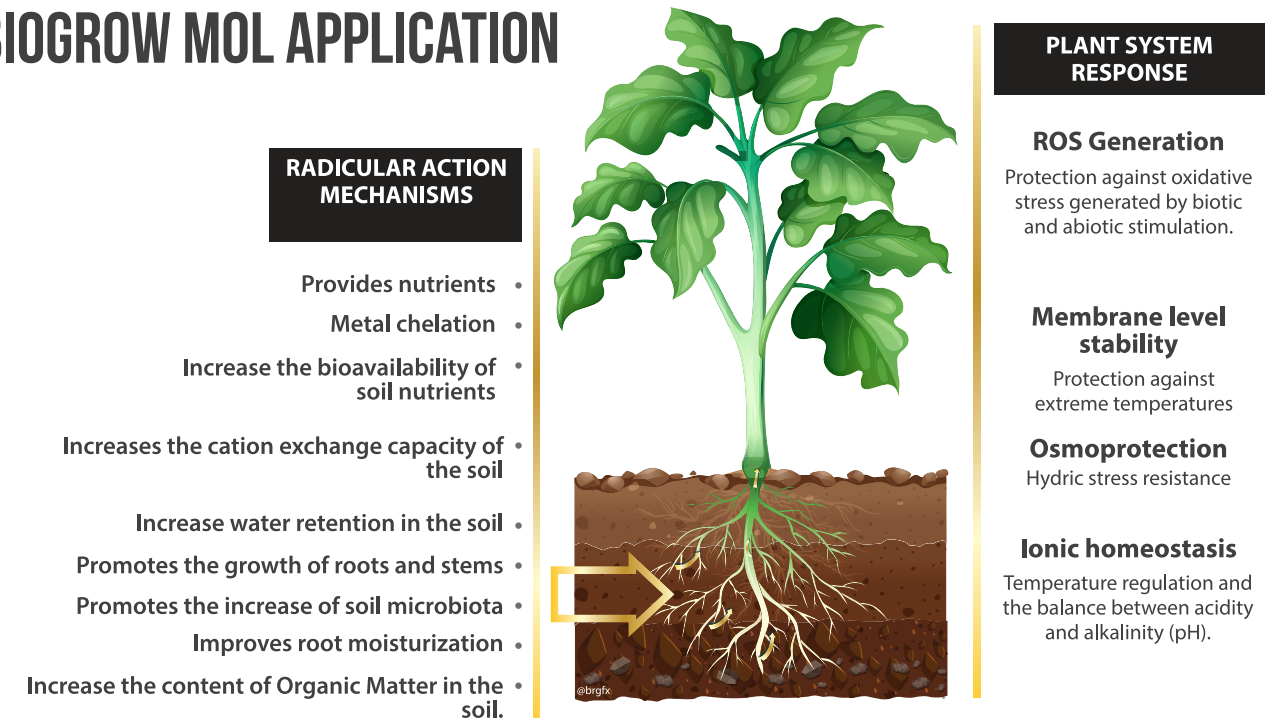 BIOGROW MOL APPLICATION
RADICULAR ACTION
MECHANISMS
Provides nutrients •
Metal chelation •
Increase the bioavailability of •
soil nutrients
Increases the cation exchange capacity of •
the soil
Increase water retention in the soil •
Promotes the growth of roots and stems •
Promotes the increase of soil microbiota •
Improves root moisturization •
Increase the content of Organic Matter in the •
soil.
@brgfx
PLANT SYSTEM
RESPONSE
ROS Generation
Protection against oxidative
stress generated by biotic
and abiotic stimulation.
Membrane level
stability
Protection against
extreme temperatures
Osmoprotection
Hydric stress resistance
Ionic homeostasis
Temperature regulation and
the balance between acidity
and alkalinity (pH).